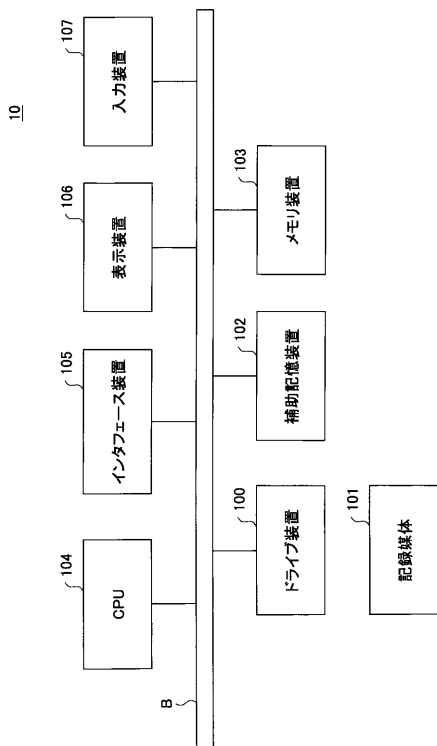 10
104
CPU
105
インタフェース装置
106
表示装置
107
入力装置
B
100
ドライブ装置
102
補助記憶装置
103
メモリ装置
101
記録媒体